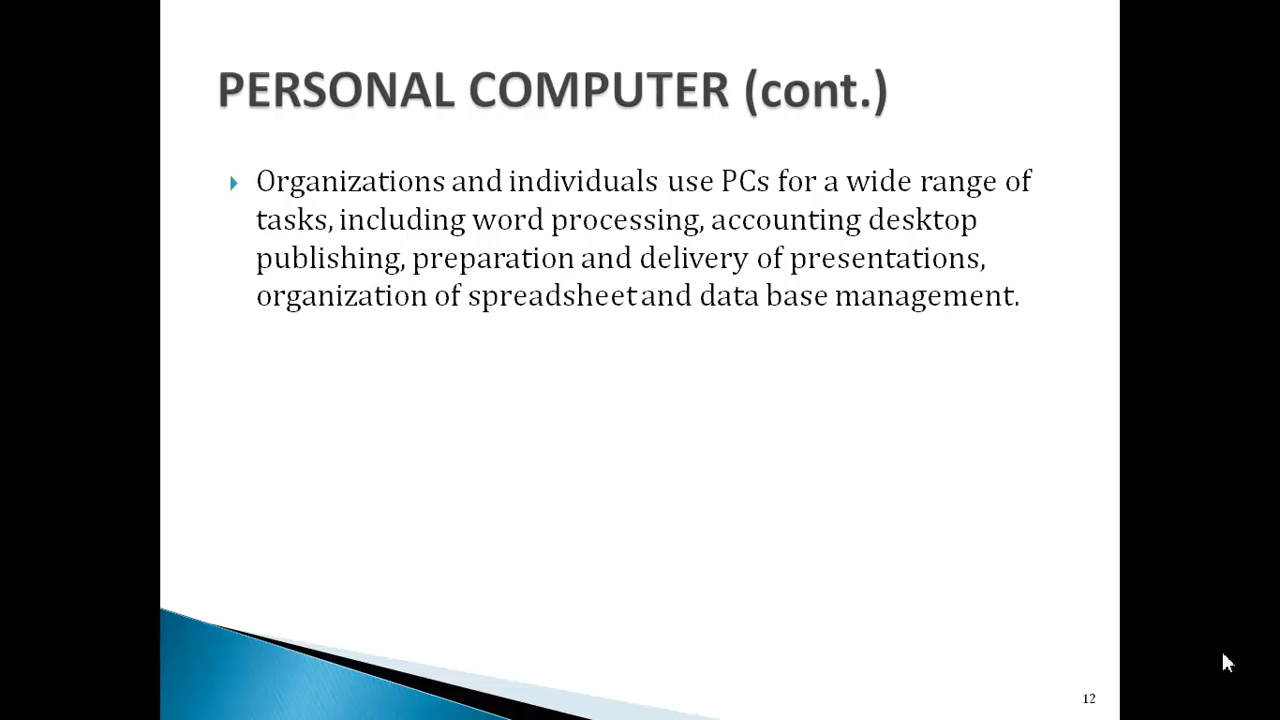 PERSONAL COMPUTER (cont.)
Organizations and individuals use PCs for a wide range of
tasks, including word processing, accounting desktop
publishing, preparation and delivery of presentations,
organization of spreadsheet and data base management.
12